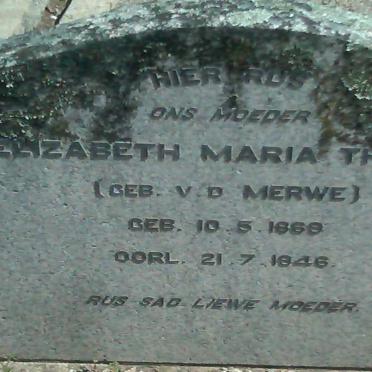 HIER RUS
ONS MOEDER
ELIZABETH MARIA TH
(GEB. V. D. MERWE)
GEB. 10.5.1869
OORL. 21.7.1946.
RUS SAG LIEWE MOEDER.